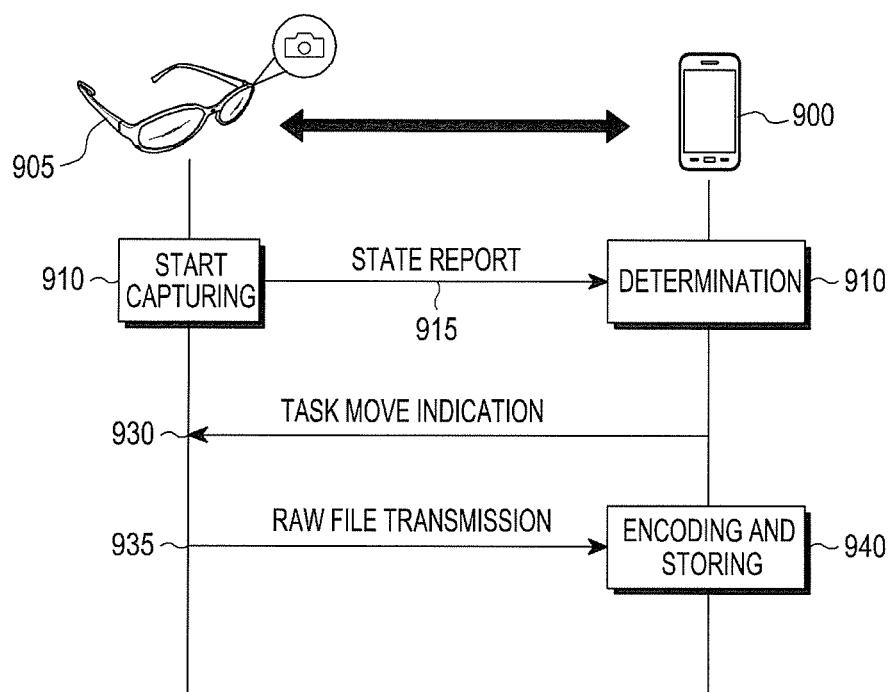 900
905
910
START
CAPTURING
STATE REPORT
915
DETERMINATION
910
TASK MOVE INDICATION
930
RAW FILE TRANSMISSION
935
ENCODING AND
STORING
940